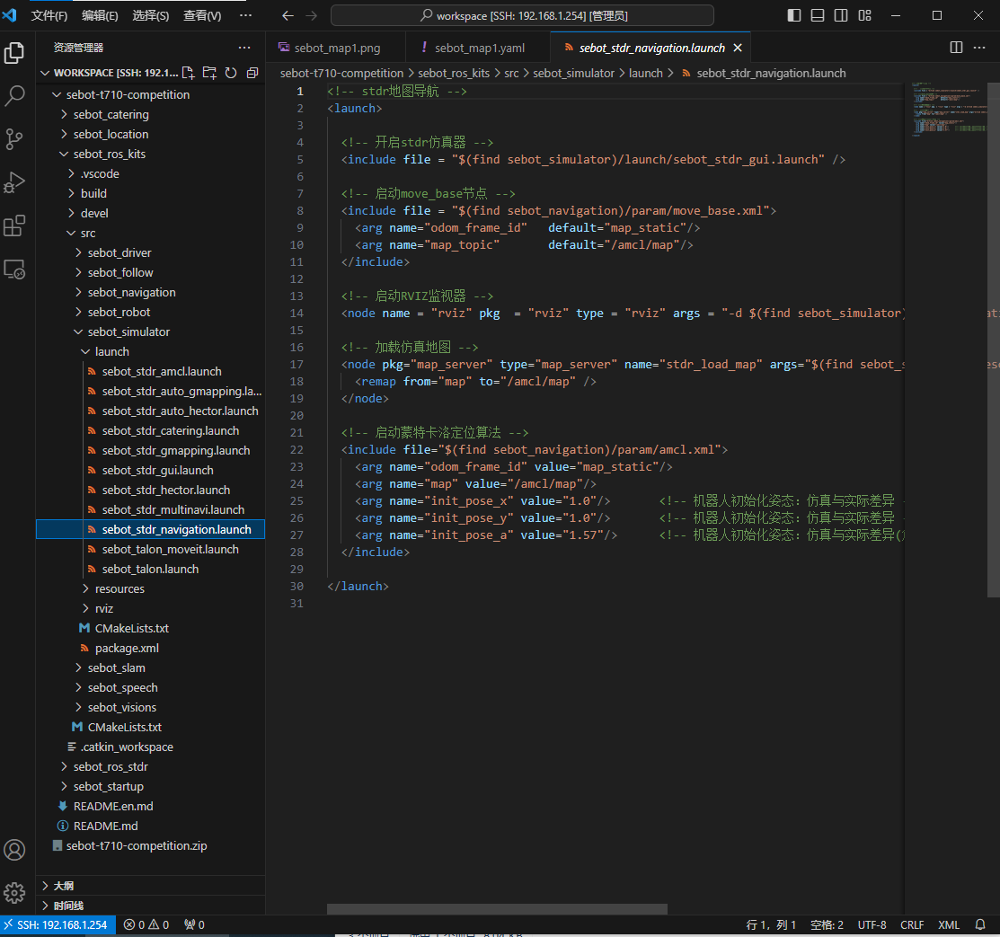 文件(F) 编辑(E) 选择(S) 查看(V) ··· workspace [SSH: 192.168.1.254] [管理员]
资源管理器 ···
WORKSPACE [SSH: 192.1...
sebot-t710-competition
sebot_catering
sebot_location
sebot_ros_kits
.vscode
build
devel
src
sebot_driver
sebot_follow
sebot_navigation
sebot_robot
sebot_simulator
launch
sebot_stdr_amcl.launch
sebot_stdr_auto_gmapping.la...
sebot_stdr_auto_hector.launch
sebot_stdr_catering.launch
sebot_stdr_gmapping.launch
sebot_stdr_gui.launch
sebot_stdr_hector.launch
sebot_stdr_multinavi.launch
sebot_stdr_navigation.launch
sebot_talon_moveit.launch
sebot_talon.launch
resources
rviz
CMakeLists.txt
package.xml
sebot_slam
sebot_speech
sebot_visions
CMakeLists.txt
.catkin_workspace
sebot_ros_stdr
sebot_startup
README.en.md
README.md
sebot-t710-competition.zip
大纲
时间线
sebot_map1.png ! sebot_map1.yaml sebot_stdr_navigation.launch ···
sebot-t710-competition > sebot_ros_kits > src > sebot_simulator > launch > sebot_stdr_navigation.launch
1 <!-- stdr地图导航 -->
2 <launch>
3
4 <!-- 开启stdr仿真器 -->
5 <include file = "$(find sebot_simulator)/launch/sebot_stdr_gui.launch" />
6
7 <!-- 启动move_base节点 -->
8 <include file = "$(find sebot_navigation)/param/move_base.xml">
9 <arg name="odom_frame_id" default="map_static"/>
10 <arg name="map_topic" default="/amcl/map"/>
11 </include>
12
13 <!-- 启动RVIZ监视器 -->
14 <node name = "rviz" pkg = "rviz" type = "rviz" args = "-d $(find sebot_simulator)
15
16 <!-- 加载仿真地图 -->
17 <node pkg="map_server" type="map_server" name="stdr_load_map" args="$(find sebot_s
18 <remap from="map" to="/amcl/map" />
19 </node>
20
21 <!-- 启动蒙特卡洛定位算法 -->
22 <include file="$(find sebot_navigation)/param/amcl.xml">
23 <arg name="odom_frame_id" value="map_static"/>
24 <arg name="map" value="/amcl/map"/>
25 <arg name="init_pose_x" value="1.0"/> <!-- 机器人初始化姿态：仿真与实际差异
26 <arg name="init_pose_y" value="1.0"/> <!-- 机器人初始化姿态：仿真与实际差异
27 <arg name="init_pose_a" value="1.57"/> <!-- 机器人初始化姿态：仿真与实际差异(
28 </include>
29
30 </launch>
31
SSH: 192.168.1.254 0 0 0 行 1，列 1 空格: 2 UTF-8 CRLF XML